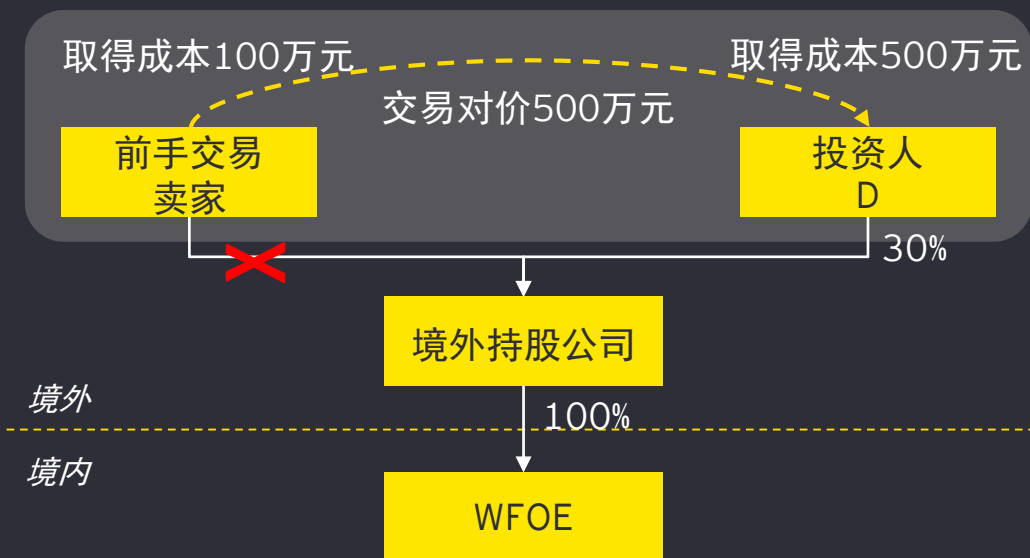 取得成本100万元
取得成本500万元
交易对价500万元
前手交易
卖家
投资人
D
30%
境外持股公司
境外
100%
境内
WFOE